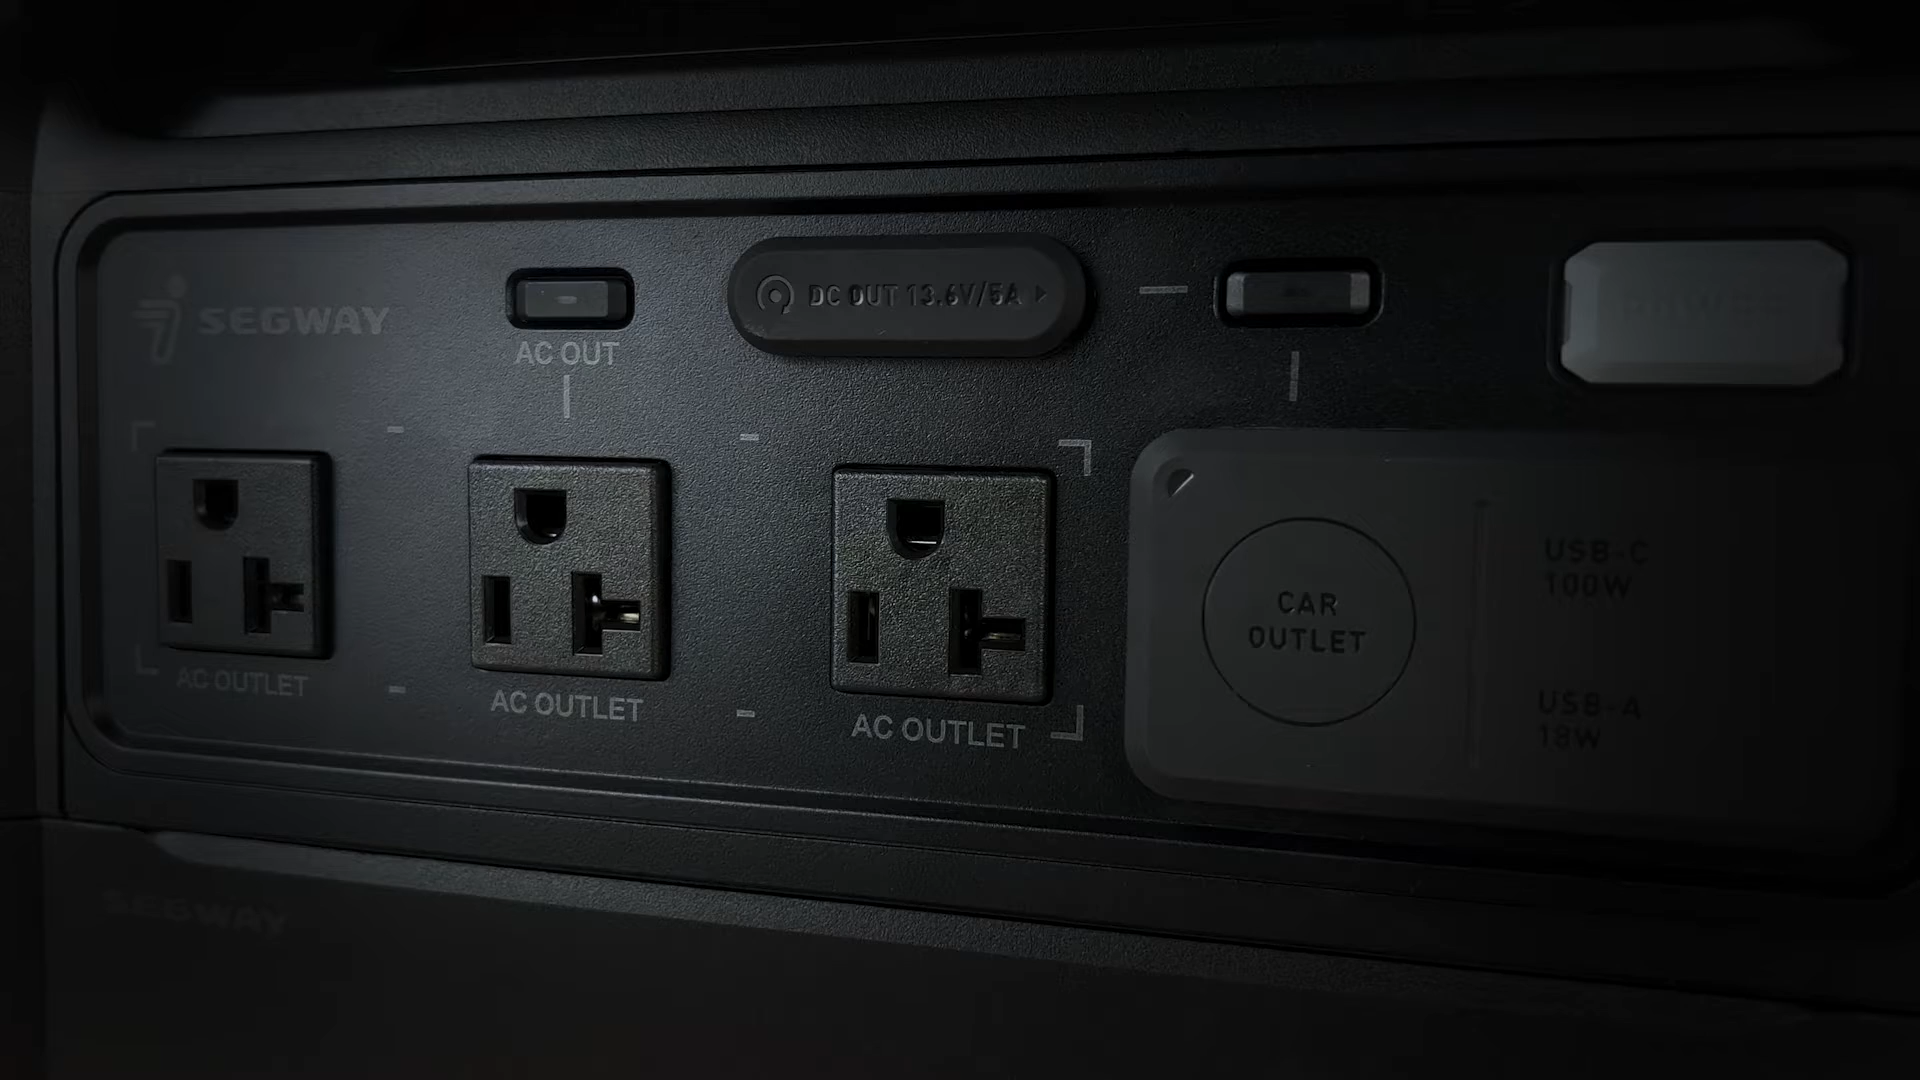 SEGWAY
AC OUT
DC OUT 13.6V/5A
AC OUTLET
AC OUTLET
AC OUTLET
CAR
OUTLET
USB-C
100W
USB-A
18W
SEGWAY